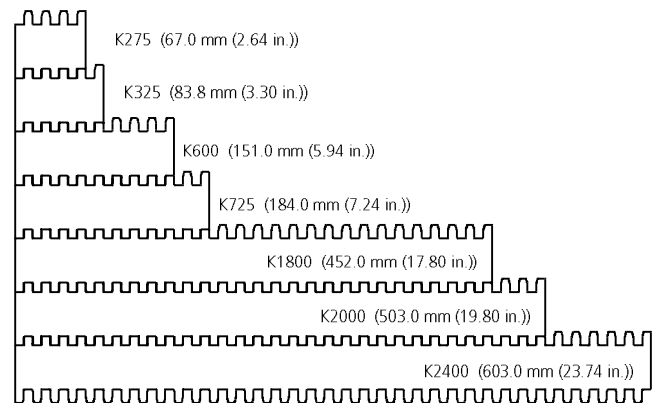 K275 (67.0 mm (2.64 in.))
K325 (83.8 mm (3.30 in.))
K600 (151.0 mm (5.94 in.))
K725 (184.0 mm (7.24 in.))
K1800 (452.0 mm (17.80 in.))
K2000 (503.0 mm (19.80 in.))
K2400 (603.0 mm (23.74 in.))